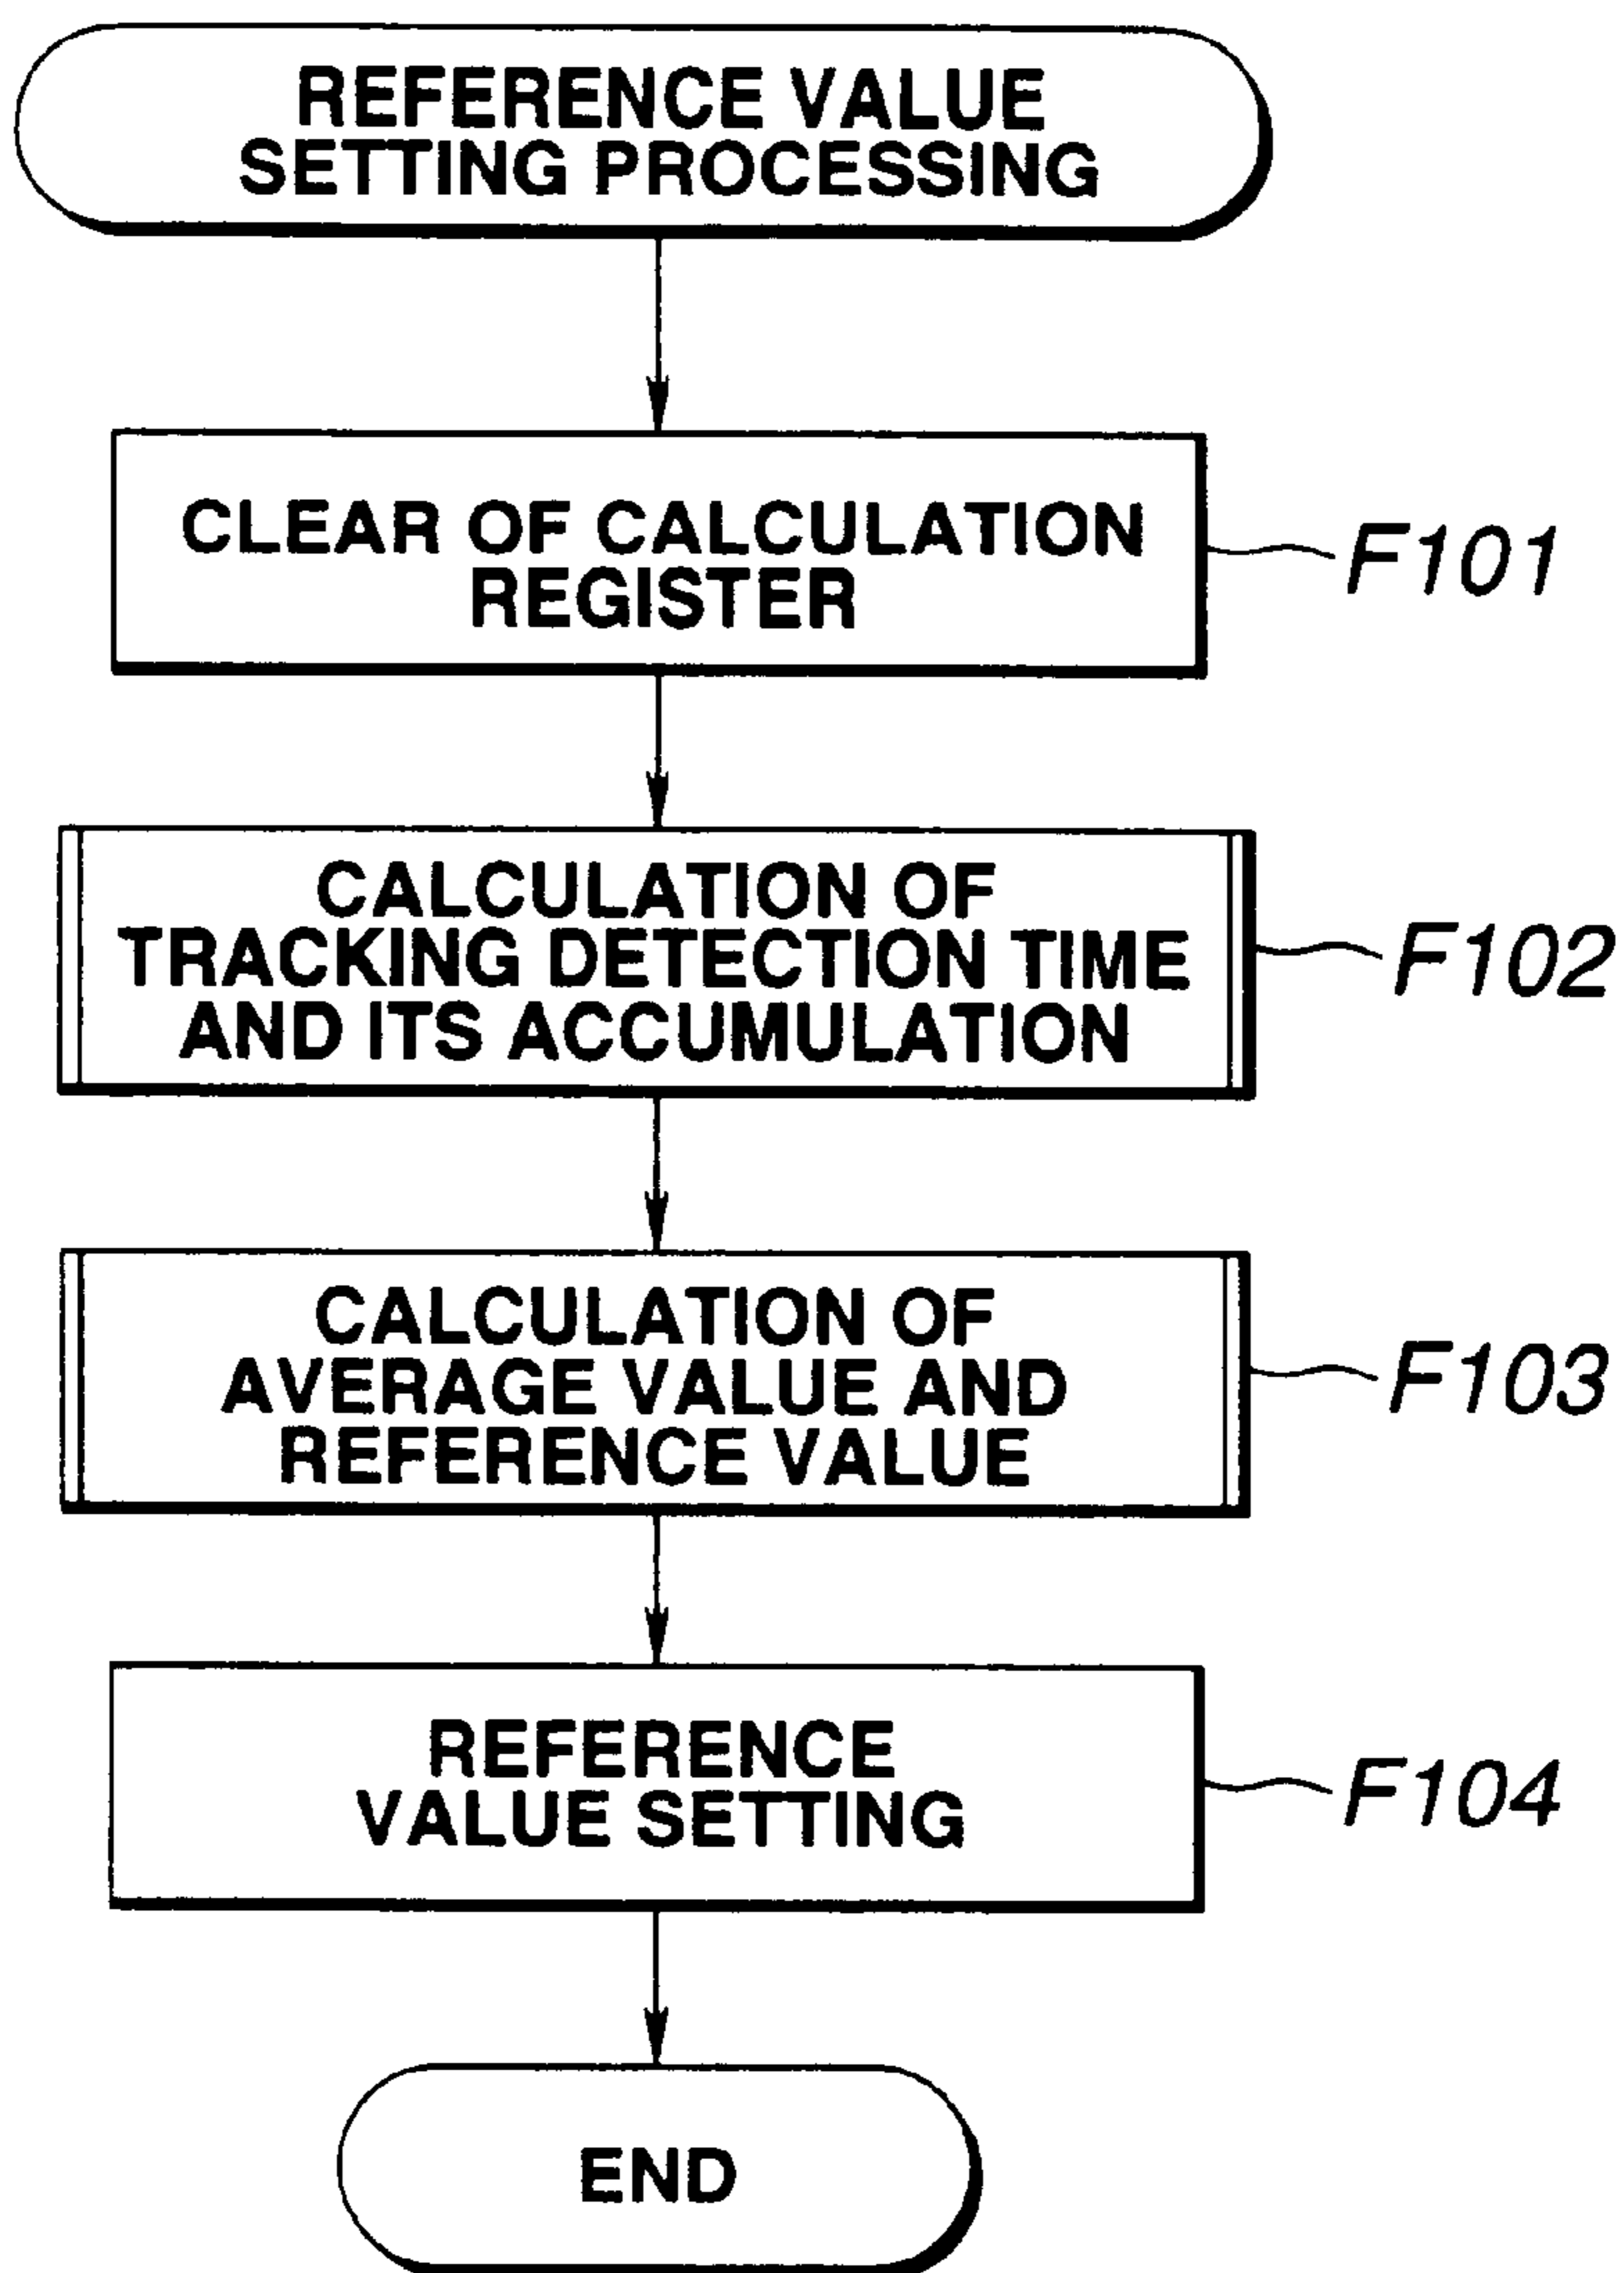 REFERENCE VALUE
SETTING PROCESSING
CLEAR OF CALCULATION
REGISTER
F101
CALCULATION OF
TRACKING DETECTION TIME
AND ITS ACCUMULATION
F102
CALCULATION OF
AVERAGE VALUE AND
REFERENCE VALUE
F103
REFERENCE
VALUE SETTING
F104
END